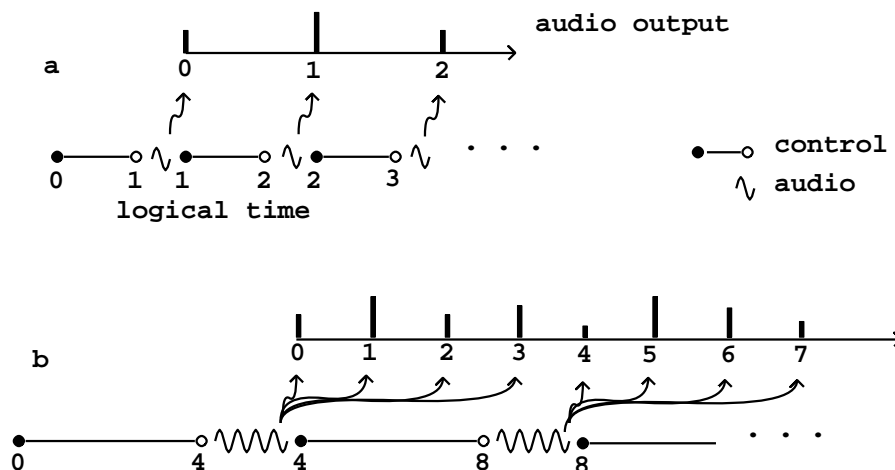 audio output
a
0 1 2
. . .
control
0 1 1 2 2 3
audio
logical time
b
0 1 2 3 4 5 6 7
. . .
0 4 4 8 8